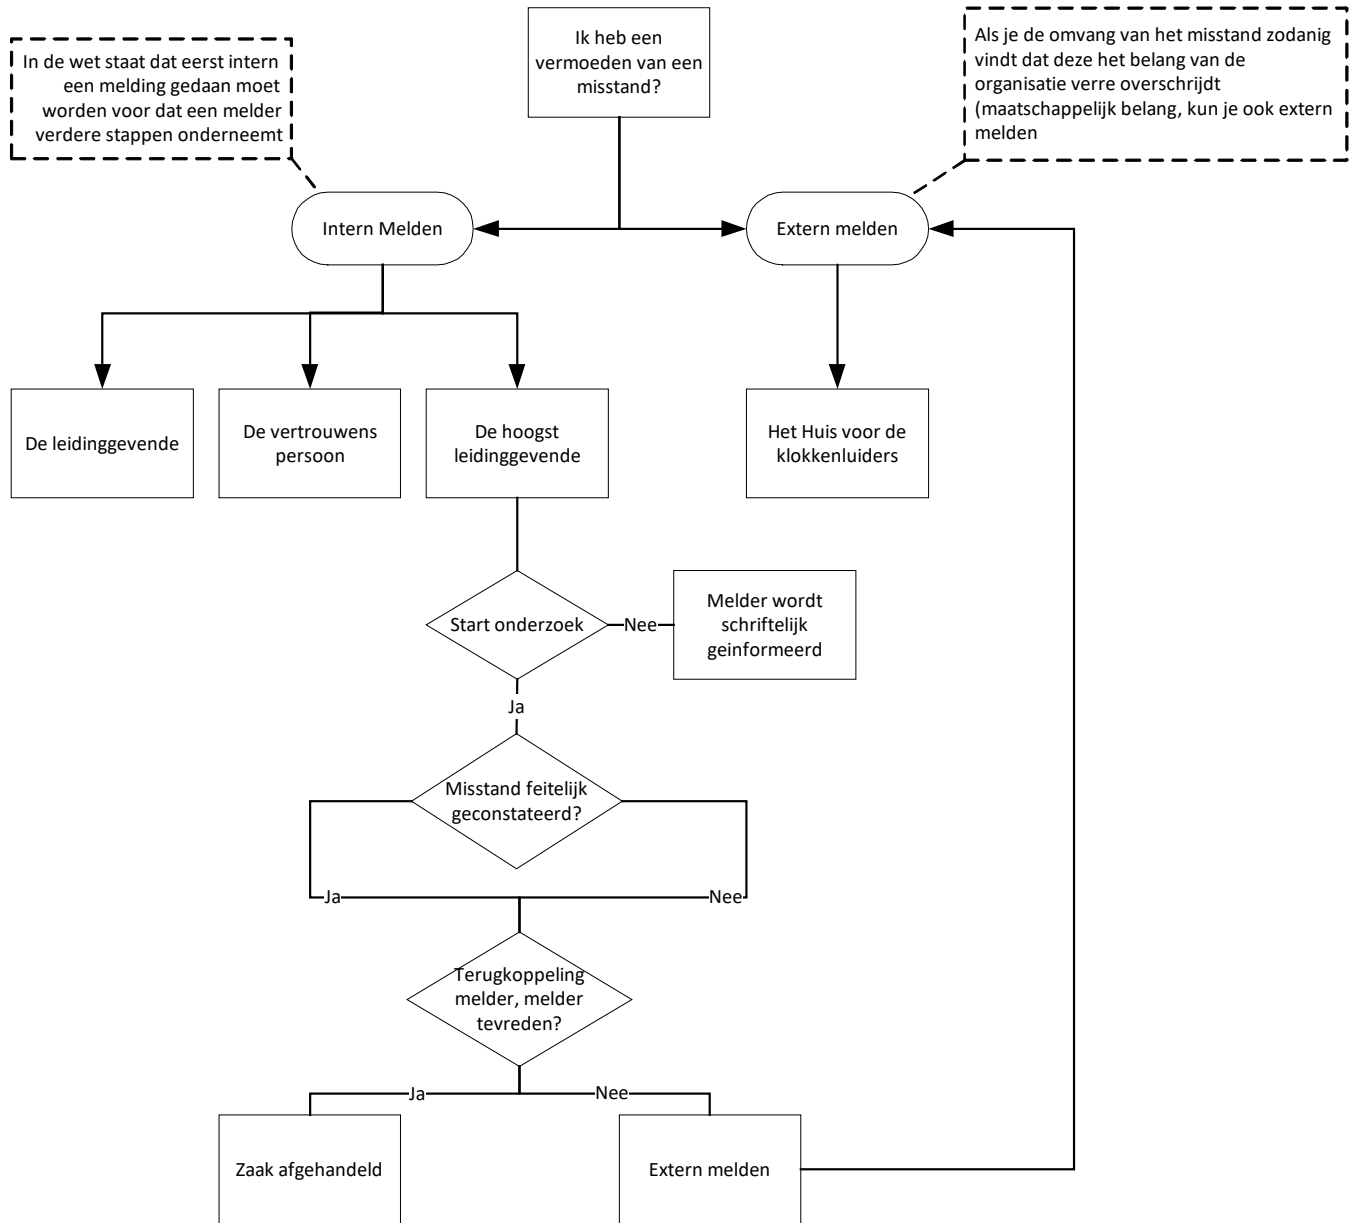 Ik heb een
vermoeden van een
misstand?
In de wet staat dat eerst intern
een melding gedaan moet
worden voor dat een melder
verdere stappen onderneemt
Als je de omvang van het misstand zodanig
vindt dat deze het belang van de
organisatie verre overschrijdt
(maatschappelijk belang, kun je ook extern
melden
Intern Melden
Extern melden
De leidinggevende
De vertrouwens
persoon
De hoogst
leidinggevende
Het Huis voor de
klokkenluiders
Start onderzoek
Nee
Melder wordt
schriftelijk
geinformeerd
Ja
Misstand feitelijk
geconstateerd?
Ja
Nee
Terugkoppeling
melder, melder
tevreden?
Ja
Nee
Zaak afgehandeld
Extern melden